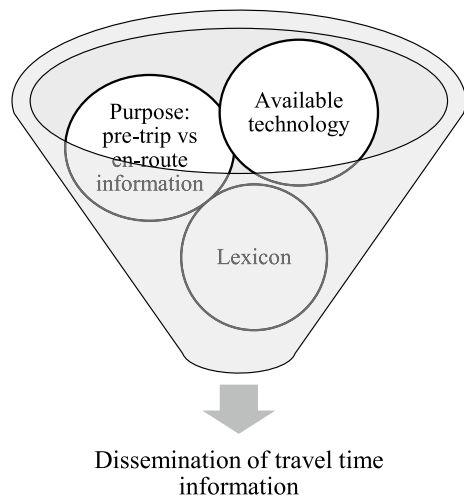 Purpose:
pre-trip vs
en-route
information
Available
technology
Lexicon
Dissemination of travel time
information